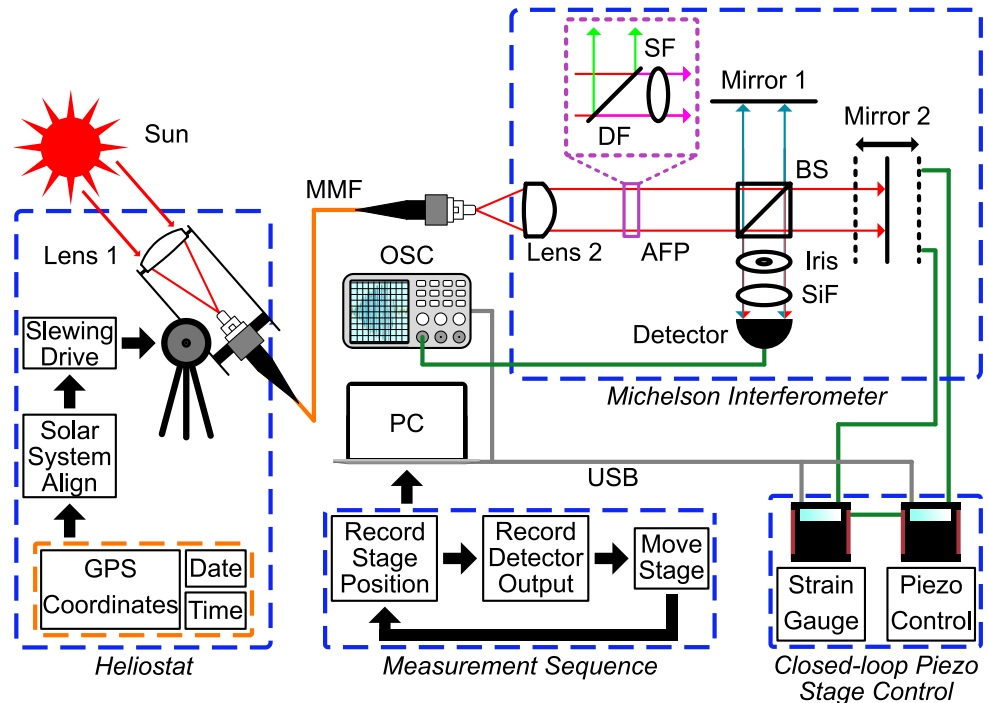 Sun
Lens 1
Slewing
Drive
Solar
System
Align
GPS
Coordinates
Date
Time
Heliostat
MMF
OSC
PC
USB
SF
DF
Mirror 1
Mirror 2
BS
Lens 2
AFP
Iris
SiF
Detector
Michelson Interferometer
Record
Stage
Position
Record
Detector
Output
Move
Stage
Measurement Sequence
Strain
Gauge
Piezo
Control
Closed-loop Piezo
Stage Control